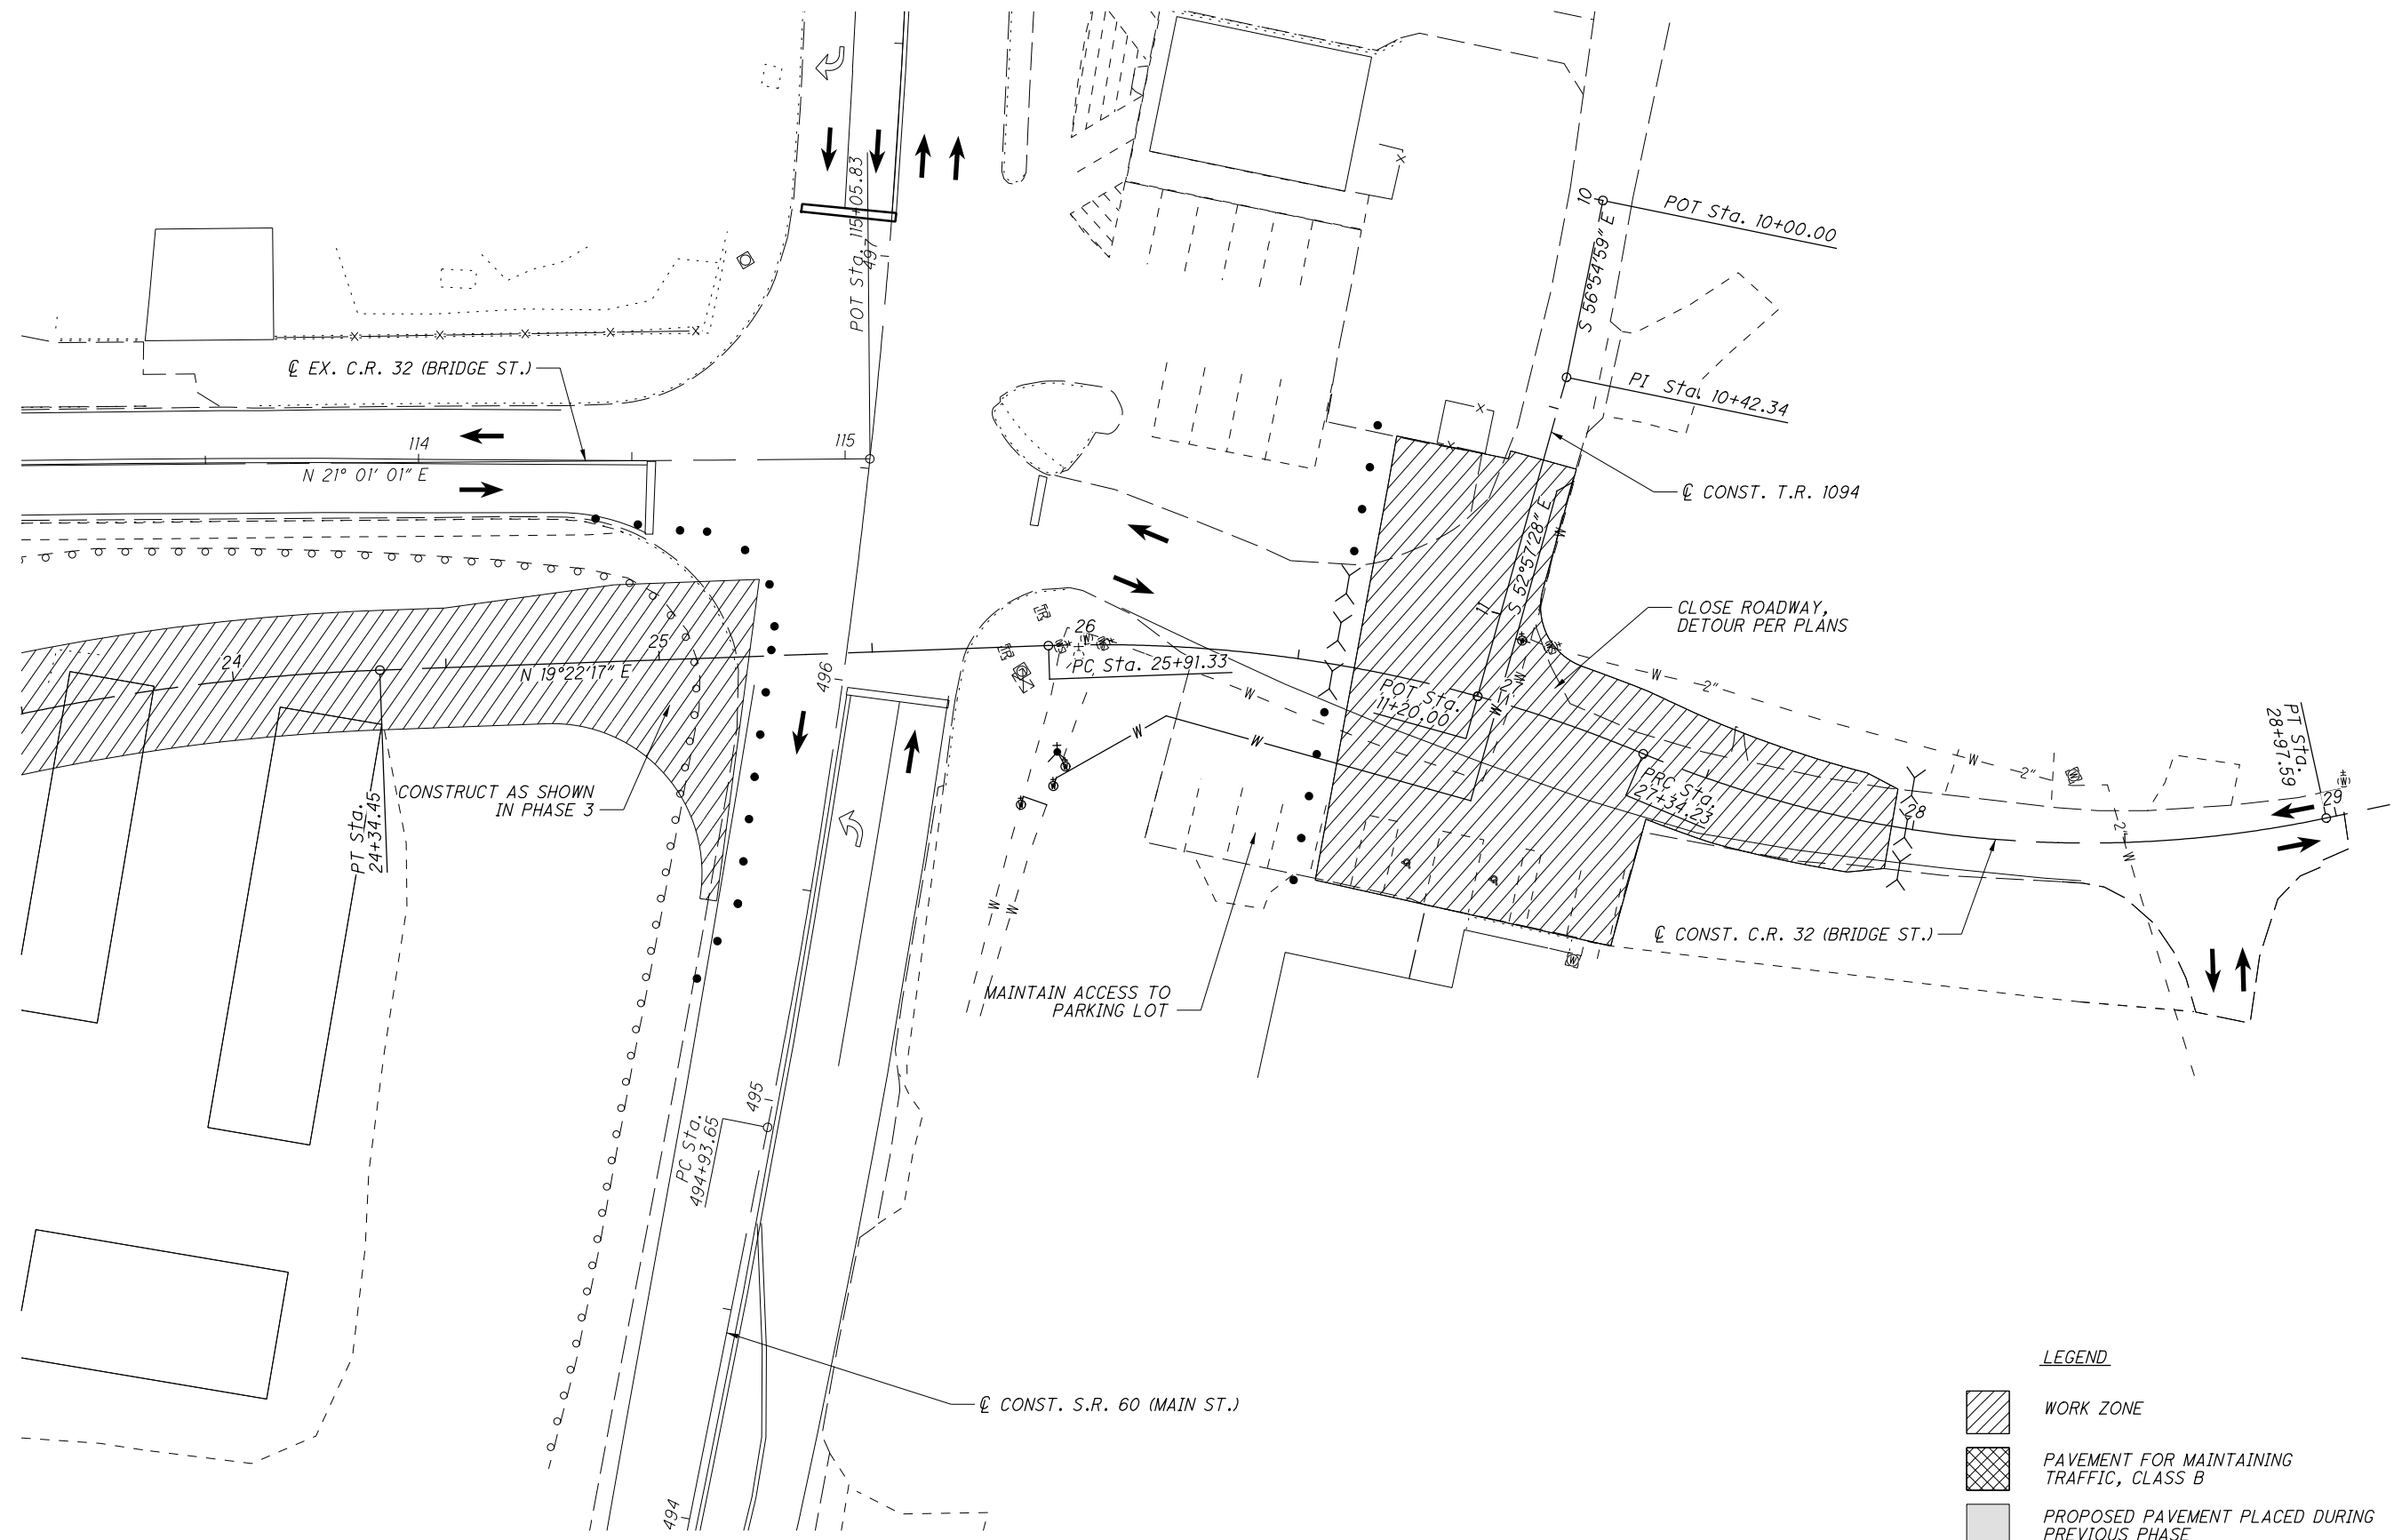 POT Sta. 115+05.83
497
10
POT Sta. 10+00.00
S 56°54'59" E
PI Sta. 10+42.34
℄ EX. C.R. 32 (BRIDGE ST.)
114
115
N 21° 01' 01" E
℄ CONST. T.R. 1094
S 52°57'28" E
11
CLOSE ROADWAY,
DETOUR PER PLANS
24
25
N 19°22'17" E
496
26
PC Sta. 25+91.33
POT Sta.
11+20.00
2"
W
2"
W
2"
W
W
W
PT Sta.
28+97.59
29
PRC Sta.
27+34.23
28
2"
W
CONSTRUCT AS SHOWN
IN PHASE 3
PT Sta.
24+34.45
℄ CONST. C.R. 32 (BRIDGE ST.)
MAINTAIN ACCESS TO
PARKING LOT
495
PC Sta.
494+93.65
℄ CONST. S.R. 60 (MAIN ST.)
494
LEGEND
WORK ZONE
PAVEMENT FOR MAINTAINING
TRAFFIC, CLASS B
PROPOSED PAVEMENT PLACED DURING
PREVIOUS PHASE